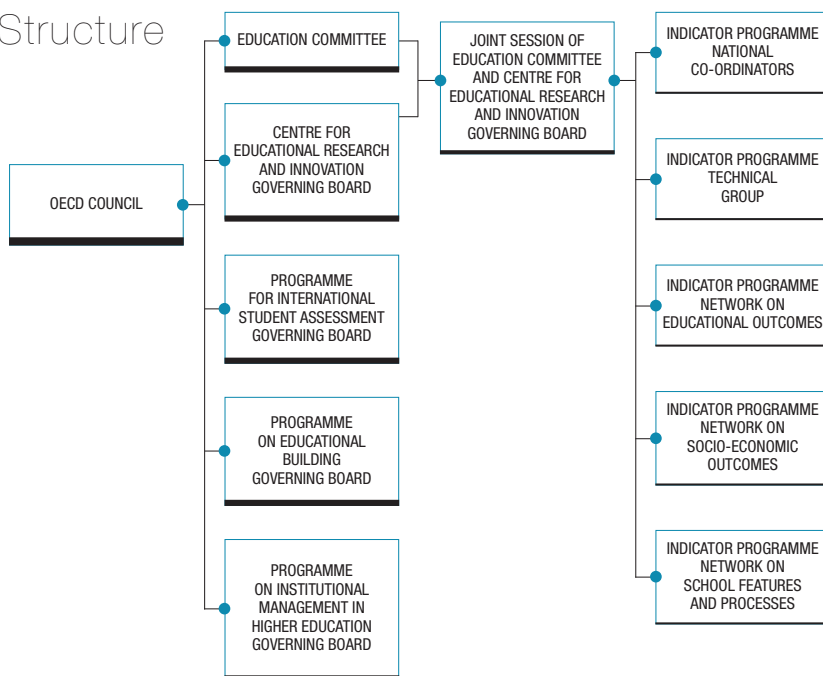 Structure
OECD COUNCIL
EDUCATION COMMITTEE
CENTRE FOR
EDUCATIONAL RESEARCH
AND INNOVATION
GOVERNING BOARD
PROGRAMME
FOR INTERNATIONAL
STUDENT ASSESSMENT
GOVERNING BOARD
PROGRAMME
ON EDUCATIONAL
BUILDING
GOVERNING BOARD
PROGRAMME
ON INSTITUTIONAL
MANAGEMENT IN
HIGHER EDUCATION
GOVERNING BOARD
JOINT SESSION OF
EDUCATION COMMITTEE
AND CENTRE FOR
EDUCATIONAL RESEARCH
AND INNOVATION
GOVERNING BOARD
INDICATOR PROGRAMME
NATIONAL
CO-ORDINATORS
INDICATOR PROGRAMME
TECHNICAL
GROUP
INDICATOR PROGRAMME
NETWORK ON
EDUCATIONAL OUTCOMES
INDICATOR PROGRAMME
NETWORK ON
SOCIO-ECONOMIC
OUTCOMES
INDICATOR PROGRAMME
NETWORK ON
SCHOOL FEATURES
AND PROCESSES